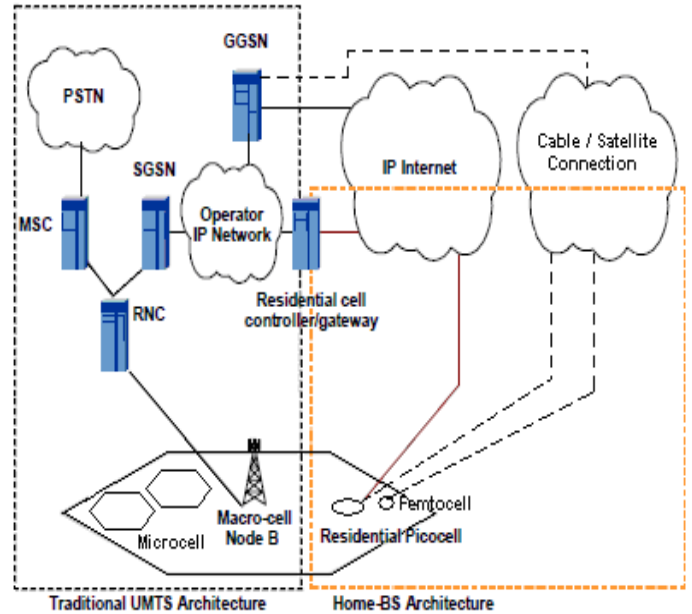 GGSN
PSTN
Cable / Satellite
Connection
IP Internet
SGSN
Operator
IP Network
MSC
Residential cell
controller/gateway
RNC
Femtocell
Macro-cell
Node B
Residential Picocell
Microcell
Traditional UMTS Architecture
Home-BS Architecture